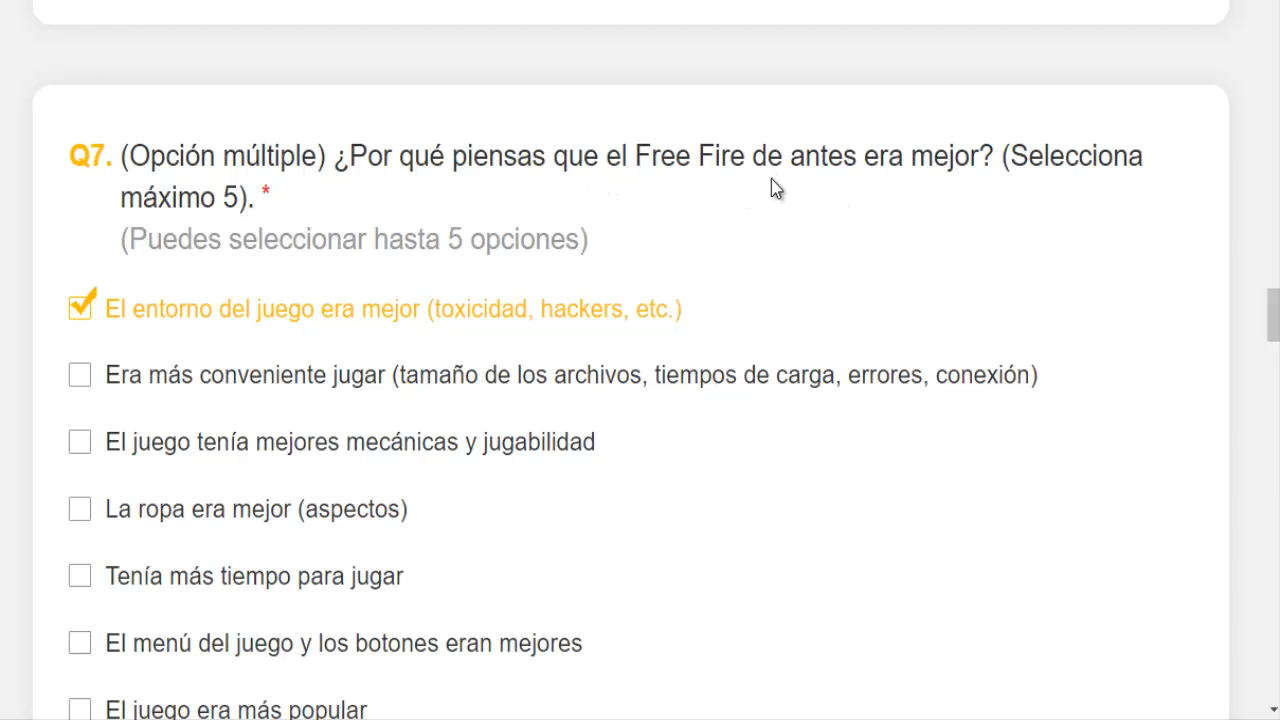 Q7. (Opción múltiple) ¿Por qué piensas que el Free Fire de antes era mejor? (Selecciona
máximo 5). *
(Puedes seleccionar hasta 5 opciones)
El entorno del juego era mejor (toxicidad, hackers, etc.)
Era más conveniente jugar (tamaño de los archivos, tiempos de carga, errores, conexión)
El juego tenía mejores mecánicas y jugabilidad
La ropa era mejor (aspectos)
Tenía más tiempo para jugar
El menú del juego y los botones eran mejores
El juego era más popular